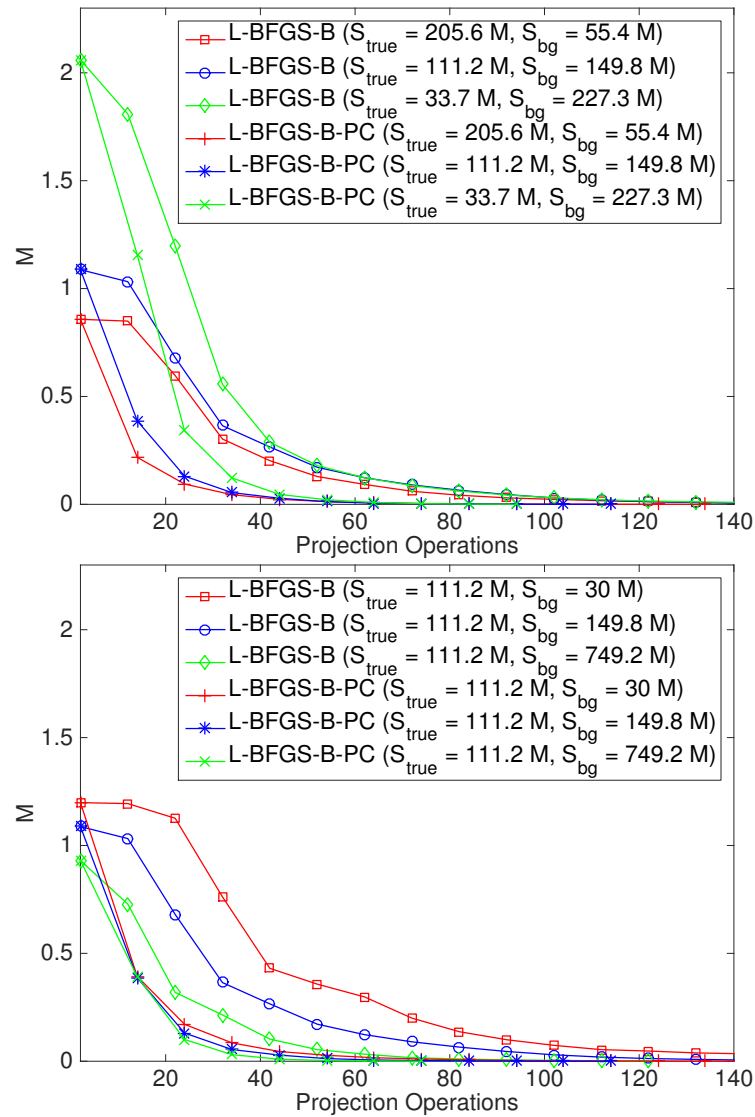 L-BFGS-B (S_true = 205.6 M, S_bg = 55.4 M)
L-BFGS-B (S_true = 111.2 M, S_bg = 149.8 M)
L-BFGS-B (S_true = 33.7 M, S_bg = 227.3 M)
L-BFGS-B-PC (S_true = 205.6 M, S_bg = 55.4 M)
L-BFGS-B-PC (S_true = 111.2 M, S_bg = 149.8 M)
L-BFGS-B-PC (S_true = 33.7 M, S_bg = 227.3 M)
2
1.5
1
0.5
0
M
20 40 60 80 100 120 140
Projection Operations
L-BFGS-B (S_true = 111.2 M, S_bg = 30 M)
L-BFGS-B (S_true = 111.2 M, S_bg = 149.8 M)
L-BFGS-B (S_true = 111.2 M, S_bg = 749.2 M)
L-BFGS-B-PC (S_true = 111.2 M, S_bg = 30 M)
L-BFGS-B-PC (S_true = 111.2 M, S_bg = 149.8 M)
L-BFGS-B-PC (S_true = 111.2 M, S_bg = 749.2 M)
2
1.5
1
0.5
0
M
20 40 60 80 100 120 140
Projection Operations